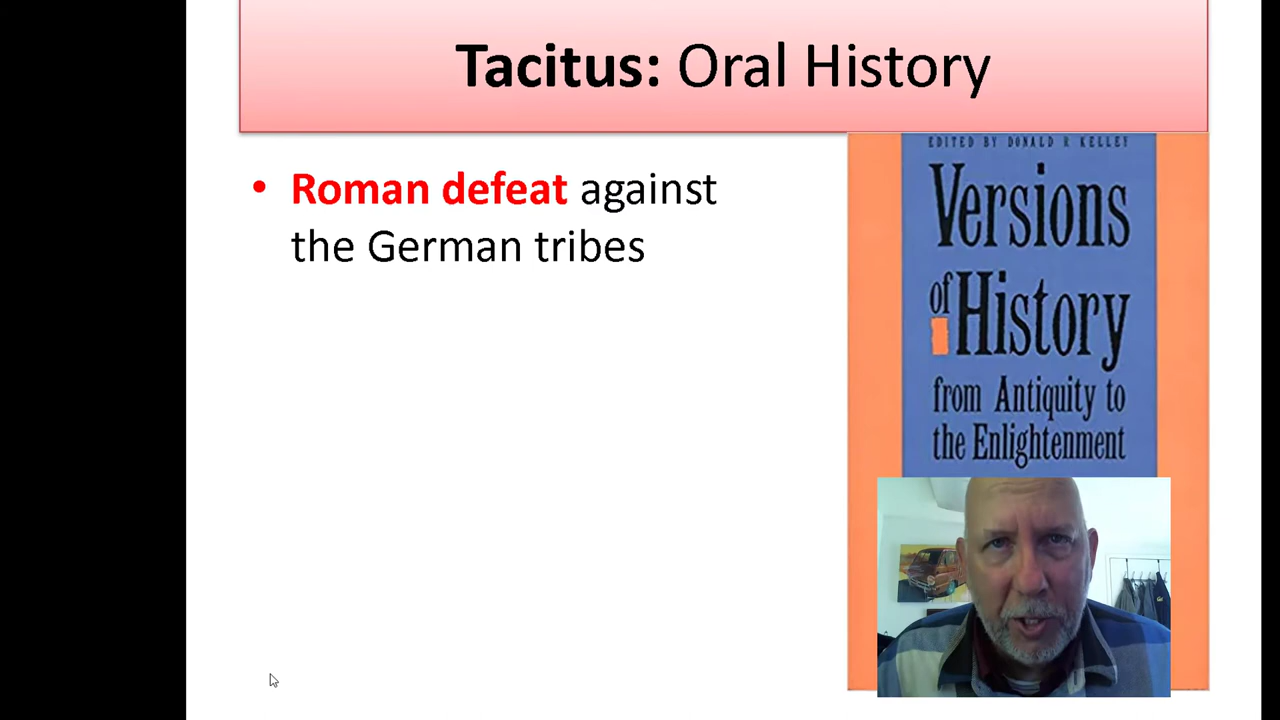 Tacitus: Oral History
• Roman defeat against
the German tribes
EDITED BY DONALD R KELLEY
Versions
of History
from Antiquity to
the Enlightenment